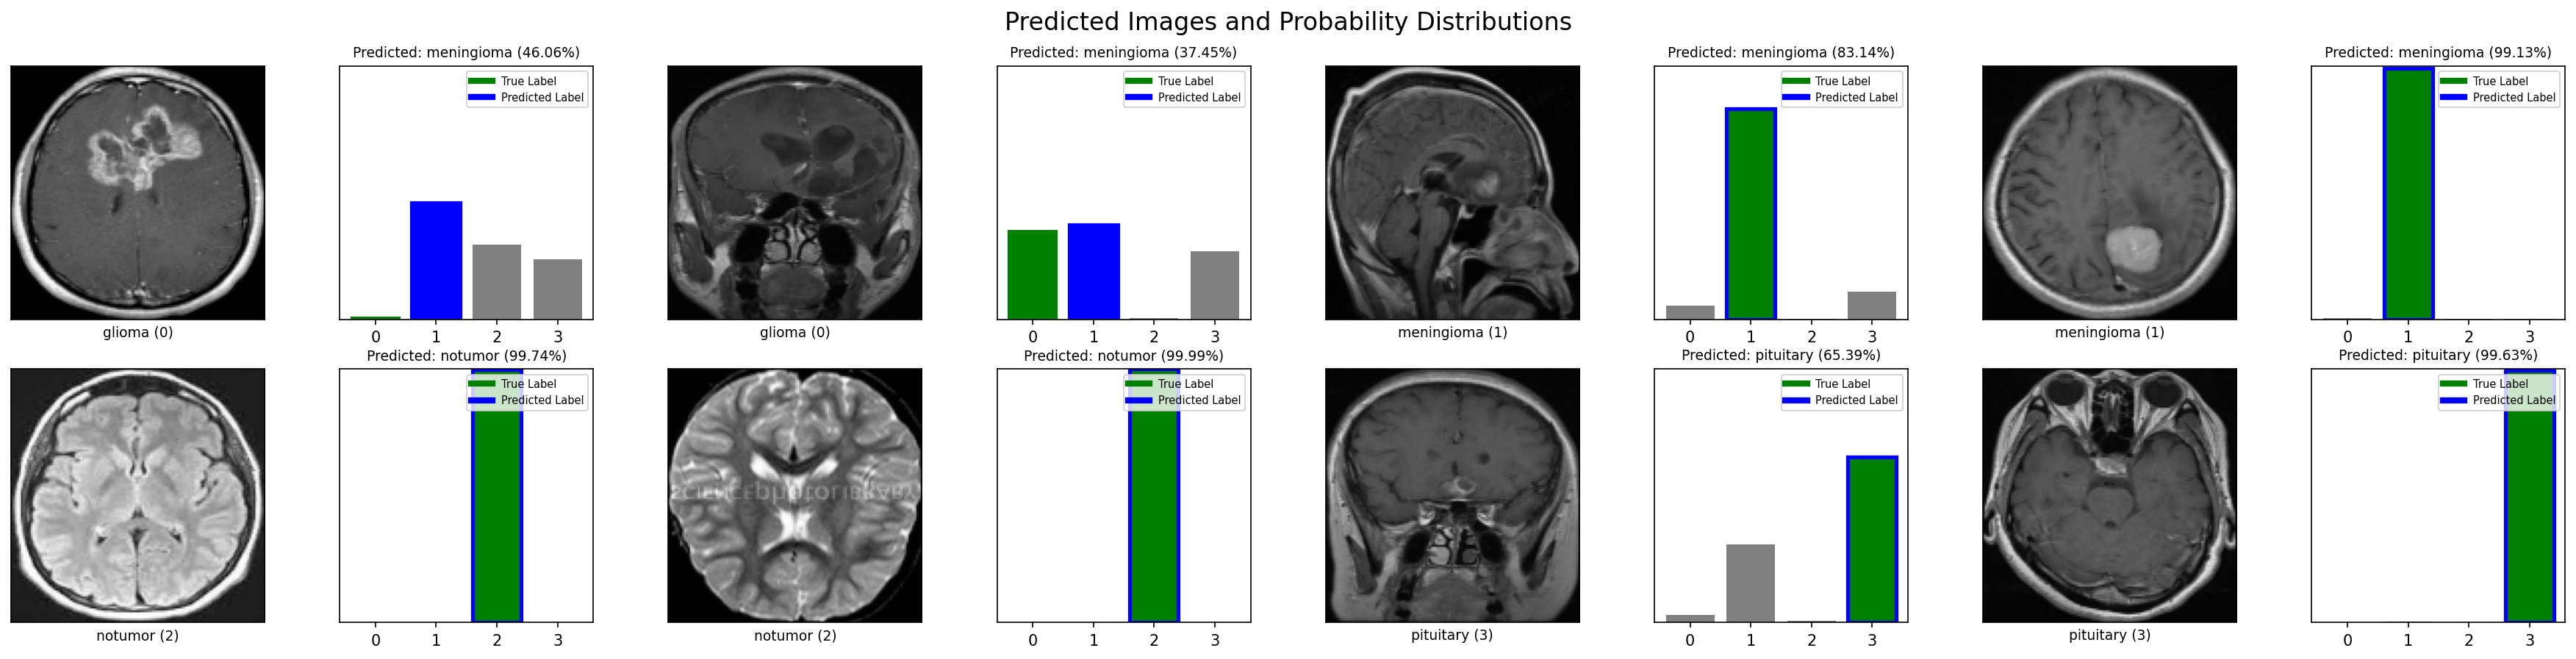 Predicted Images and Probability Distributions
Predicted: meningioma (46.06%)
Predicted: meningioma (37.45%)
Predicted: meningioma (83.14%)
Predicted: meningioma (99.13%)
True Label
Predicted Label
True Label
Predicted Label
True Label
Predicted Label
True Label
Predicted Label
glioma (0)
0 1 2 3
glioma (0)
0 1 2 3
meningioma (1)
0 1 2 3
meningioma (1)
0 1 2 3
Predicted: notumor (99.74%)
Predicted: notumor (99.99%)
Predicted: pituitary (65.39%)
Predicted: pituitary (99.63%)
True Label
Predicted Label
True Label
Predicted Label
True Label
Predicted Label
True Label
Predicted Label
notumor (2)
0 1 2 3
notumor (2)
0 1 2 3
pituitary (3)
0 1 2 3
pituitary (3)
0 1 2 3